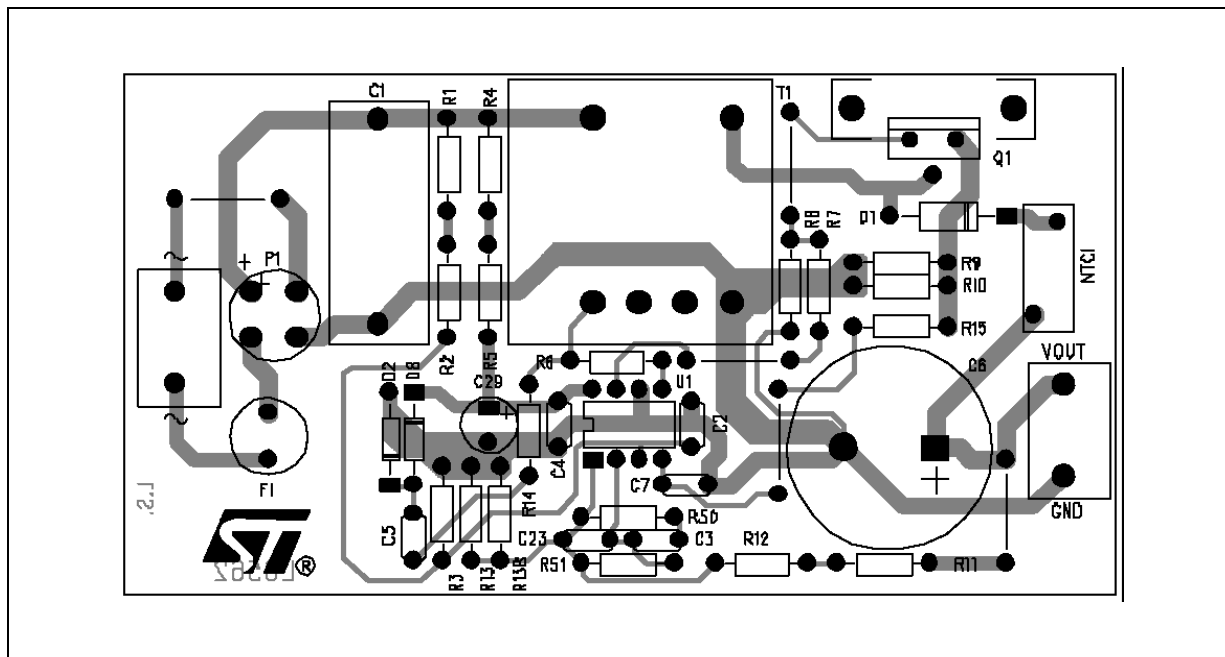 C1
R1
R4
T1
Q1
R8
R7
D1
NTC1
P1
+
+
R9
R10
R15
VOUT
R2
R5
R6
U1
C6
D2
D8
C29
+
C2
C4
+
F1
R14
C7
GND
C5
R50
C23
C3
R12
R51
R11
R3
R13
R13B
ST®
L6562